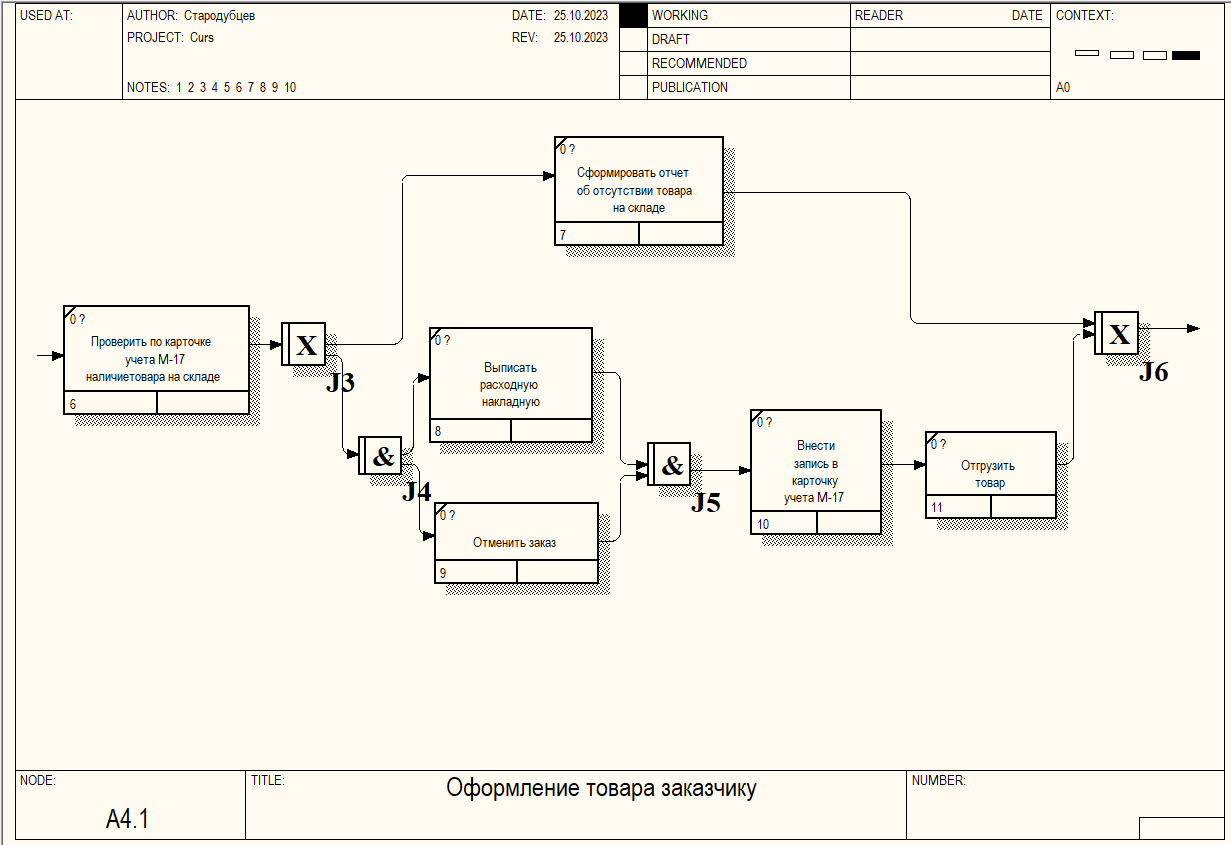 USED AT:
AUTHOR: Стародубцев
DATE: 25.10.2023
PROJECT: Curs
REV: 25.10.2023
NOTES: 1 2 3 4 5 6 7 8 9 10
WORKING
DRAFT
RECOMMENDED
PUBLICATION
READER
DATE
CONTEXT:
A0
0 ?
Сформировать отчет
об отсутствии товара
на складе
7
0 ?
Проверить по карточке
учета М-17
наличиетовара на складе
6
X
J3
0 ?
Выписать
расходную
накладную
8
X
J6
&
J4
&
J5
0 ?
Внести
запись в
карточку
учета М-17
10
0 ?
Отгрузить
товар
11
0 ?
Отменить заказ
9
NODE:
A4.1
TITLE:
Оформление товара заказчику
NUMBER: